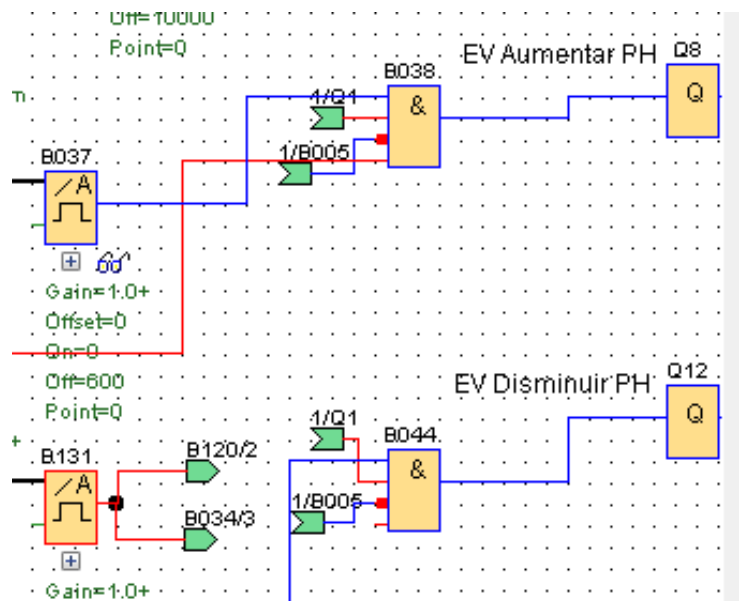 Off=10000
Point=0
EV Aumentar PH
Q8
B038
1/Q1
&
Q
1/B005
B037
/A
Gain=1.0+
Offset=0
On=0
Off=600
Point=0
EV Disminuir PH
Q12
1/Q1
B044
B131
B120/2
&
Q
/A
1/B005
B034/3
Gain=1.0+